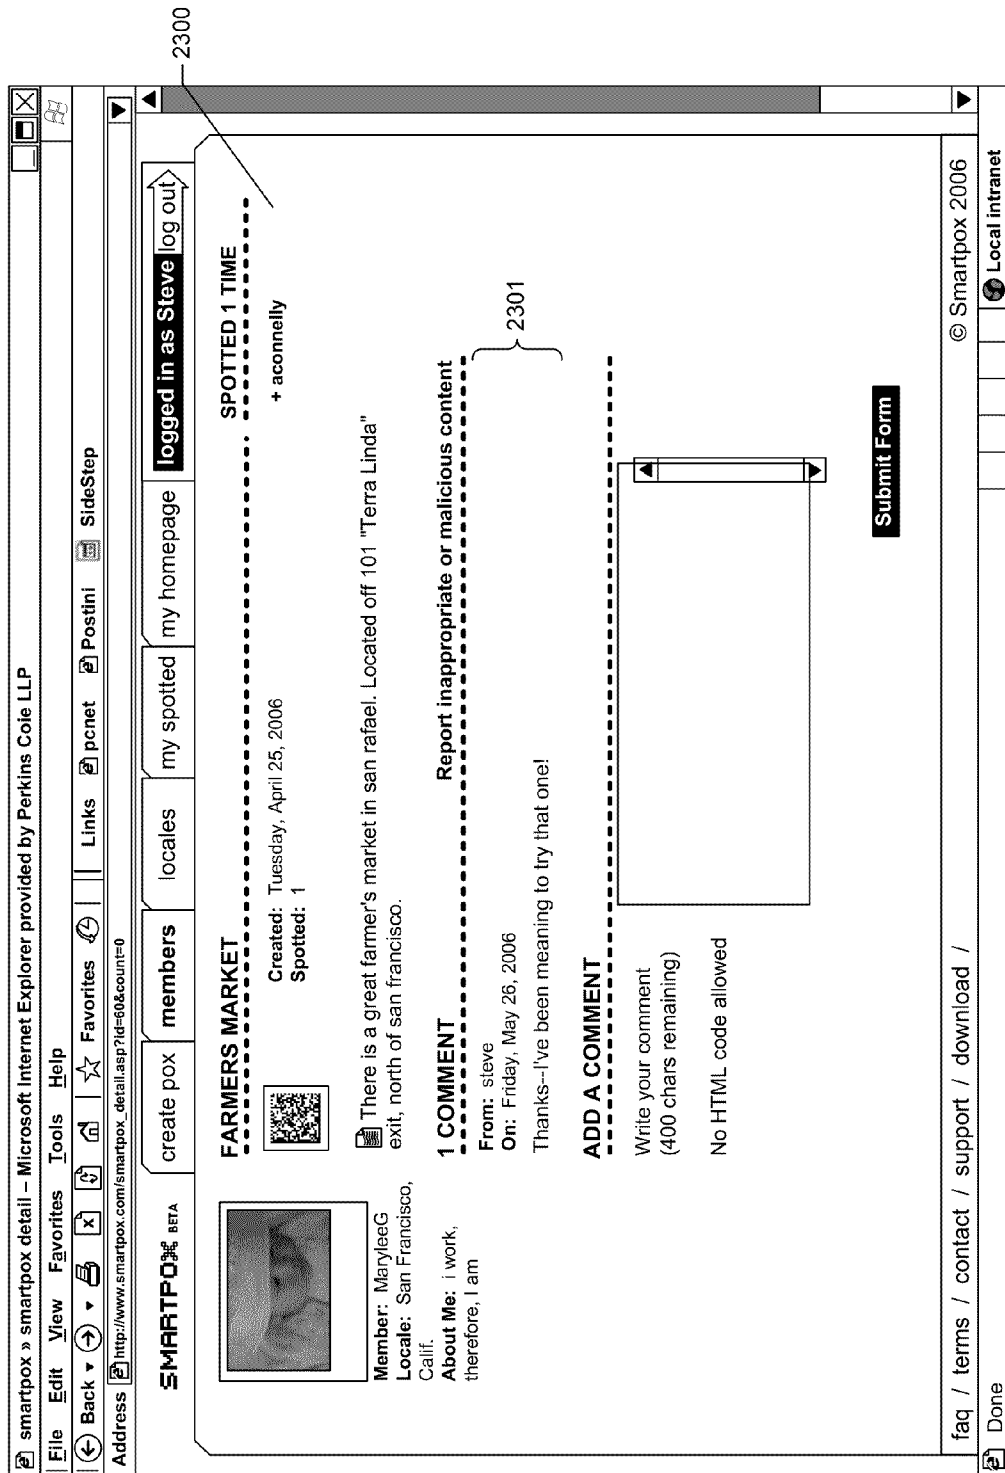 smartpox » smartpox detail – Microsoft Internet Explorer provided by Perkins Coie LLP
File Edit View Favorites Tools Help
Back Favorites Links pcnet Postini SideStep
Address http://www.smartpox.com/smartpox_detail.asp?id=60&count=0
SMARTPOX BETA
create pox members locales my spotted my homepage logged in as Steve log out
2300
Member: MaryleeG
Locale: San Francisco,
Calif.
About Me: i work,
therefore, I am
FARMERS MARKET
SPOTTED 1 TIME
Created: Tuesday, April 25, 2006
Spotted: 1
+ aconnelly
There is a great farmer's market in san rafael. Located off 101 "Terra Linda"
exit, north of san francisco.
1 COMMENT
Report inappropriate or malicious content
From: steve
On: Friday, May 26, 2006
Thanks--I've been meaning to try that one!
2301
ADD A COMMENT
Write your comment
(400 chars remaining)
No HTML code allowed
Submit Form
faq / terms / contact / support / download /
© Smartpox 2006
Done
Local intranet